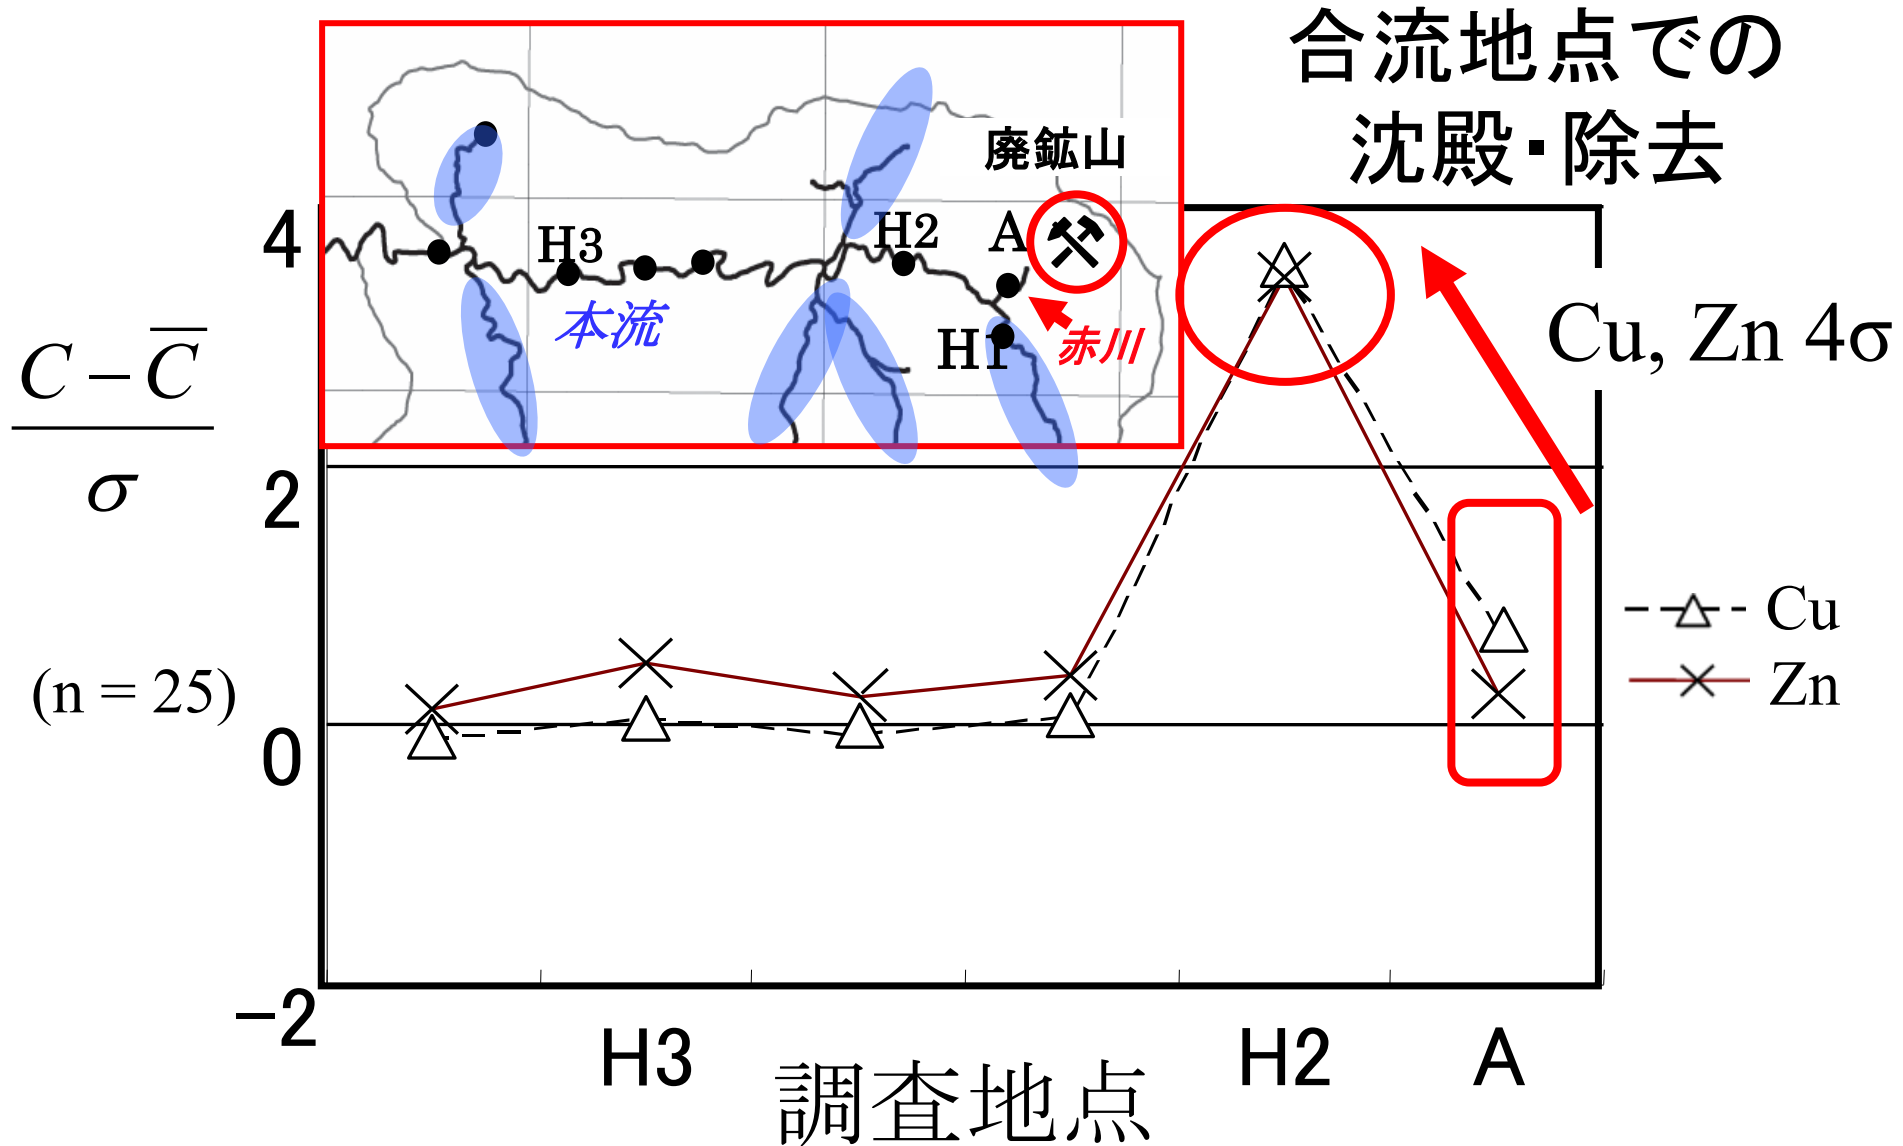 合流地点での
沈殿・除去
廃鉱山
H3
H2
A
本流
H1
赤川
4
2
0
−2
C − C̅
σ
(n = 25)
Cu, Zn 4σ
Cu
Zn
H3
H2
A
調査地点